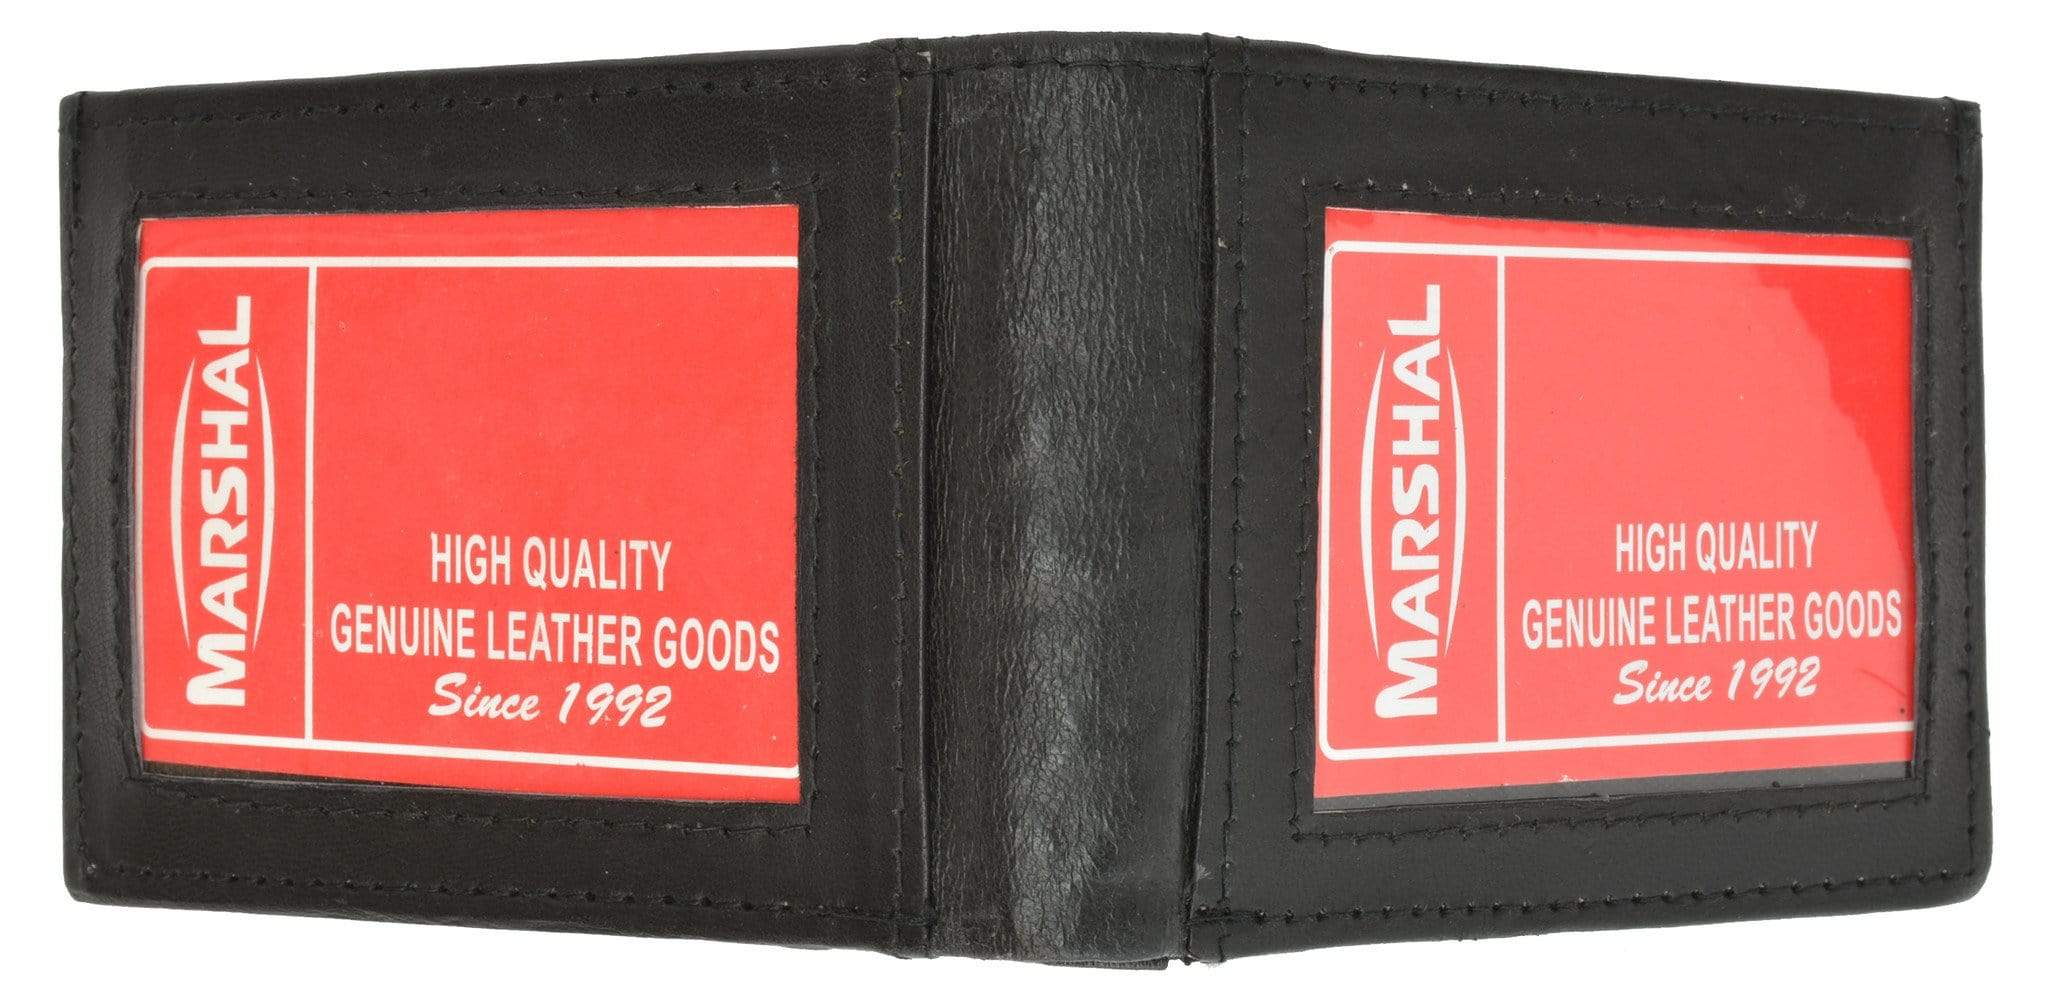 MARSHAL
HIGH QUALITY
GENUINE LEATHER GOODS
Since 1992
MARSHAL
HIGH QUALITY
GENUINE LEATHER GOODS
Since 1992